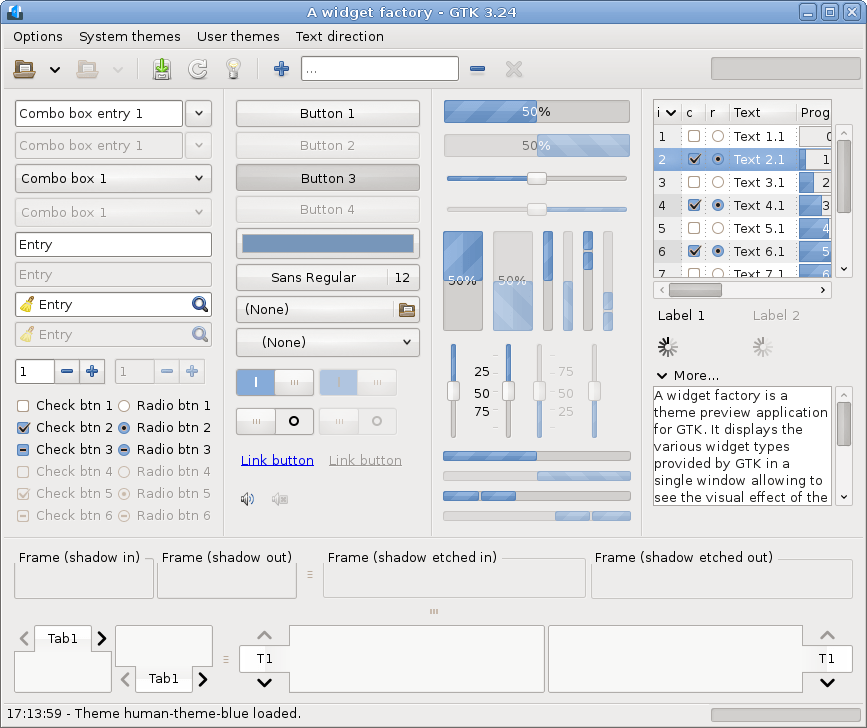 A widget factory - GTK 3.24
Options System themes User themes Text direction
...
Combo box entry 1
Combo box entry 1
Combo box 1
Combo box 1
Entry
Entry
Entry
Entry
1 1
Check btn 1 Radio btn 1
Check btn 2 Radio btn 2
Check btn 3 Radio btn 3
Check btn 4 Radio btn 4
Check btn 5 Radio btn 5
Check btn 6 Radio btn 6
Button 1
Button 2
Button 3
Button 4
Sans Regular 12
(None)
(None)
Link button Link button
50%
50%
50% 50%
25 75
50 50
75 25
i c r Text Prog
1 Text 1.1 0
2 Text 2.1 1
3 Text 3.1 2
4 Text 4.1 3
5 Text 5.1 4
6 Text 6.1 5
7 Text 7.1 6
Label 1 Label 2
More...
A widget factory is a
theme preview application
for GTK. It displays the
various widget types
provided by GTK in a
single window allowing to
see the visual effect of the
Frame (shadow in) Frame (shadow out) Frame (shadow etched in) Frame (shadow etched out)
Tab1
Tab1
T1 T1
17:13:59 - Theme human-theme-blue loaded.